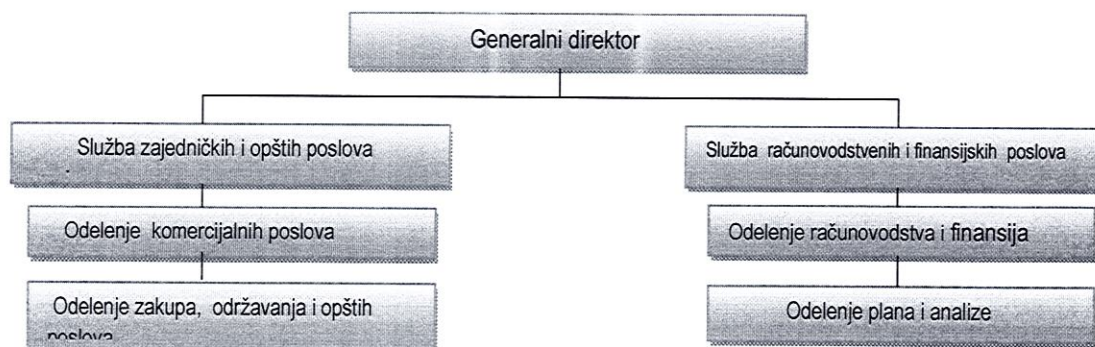 Generalni direktor
Služba zajedničkih i opštih poslova
Služba računovodstvenih i finansijskih poslova
Odelenje komercijalnih poslova
Odelenje računovodstva i finansija
Odelenje zakupa, održavanja i opštih
poslova
Odelenje plana i analize